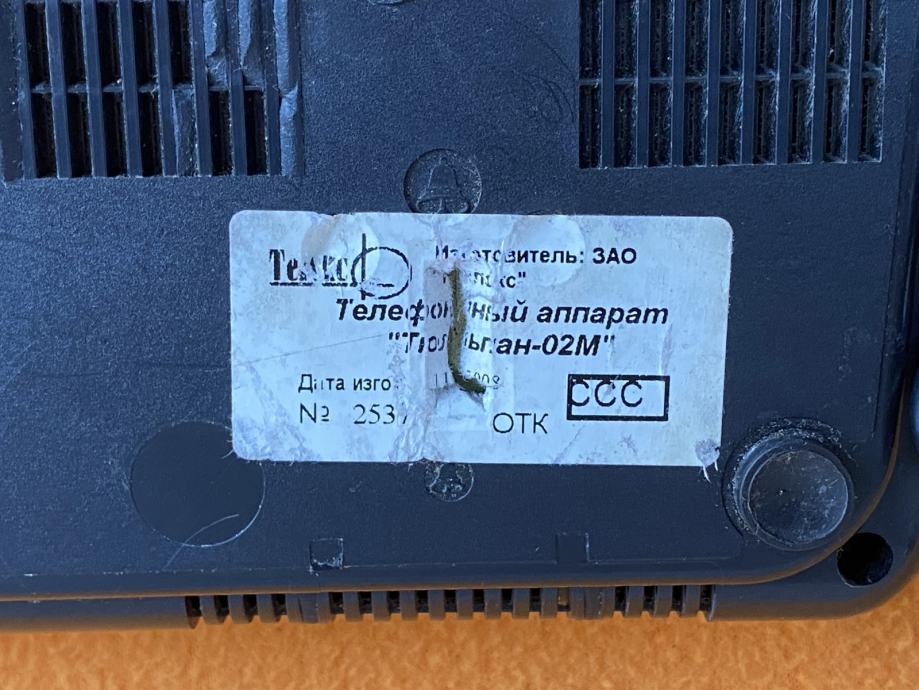 Изготовитель: ЗАО
Телефонный аппарат
"Тюльпан-02М"
Дата изго
№ 2537
ССС
ОТК